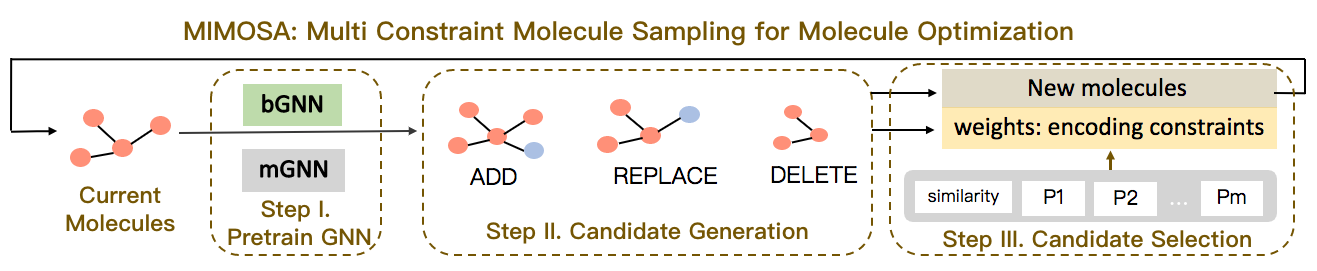 MIMOSA: Multi Constraint Molecule Sampling for Molecule Optimization
Current
Molecules
bGNN
mGNN
Step I.
Pretrain GNN
ADD
REPLACE
DELETE
Step II. Candidate Generation
New molecules
weights: encoding constraints
similarity
P1
P2
...
Pm
Step III. Candidate Selection